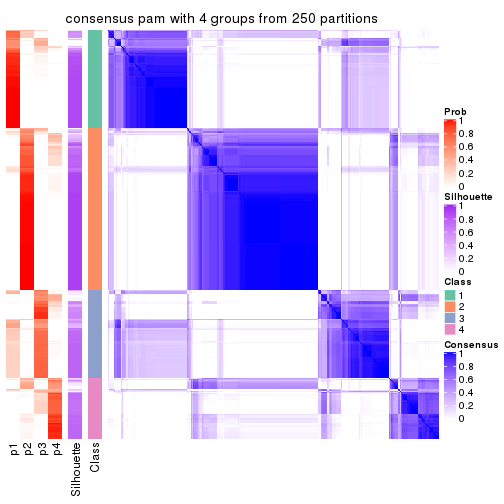 consensus pam with 4 groups from 250 partitions
Prob
1
0.8
0.6
0.4
0.2
0
Silhouette
1
0.8
0.6
0.4
0.2
0
Class
1
2
3
4
Consensus
1
0.8
0.6
0.4
0.2
0
p1
p2
p3
p4
Silhouette
Class